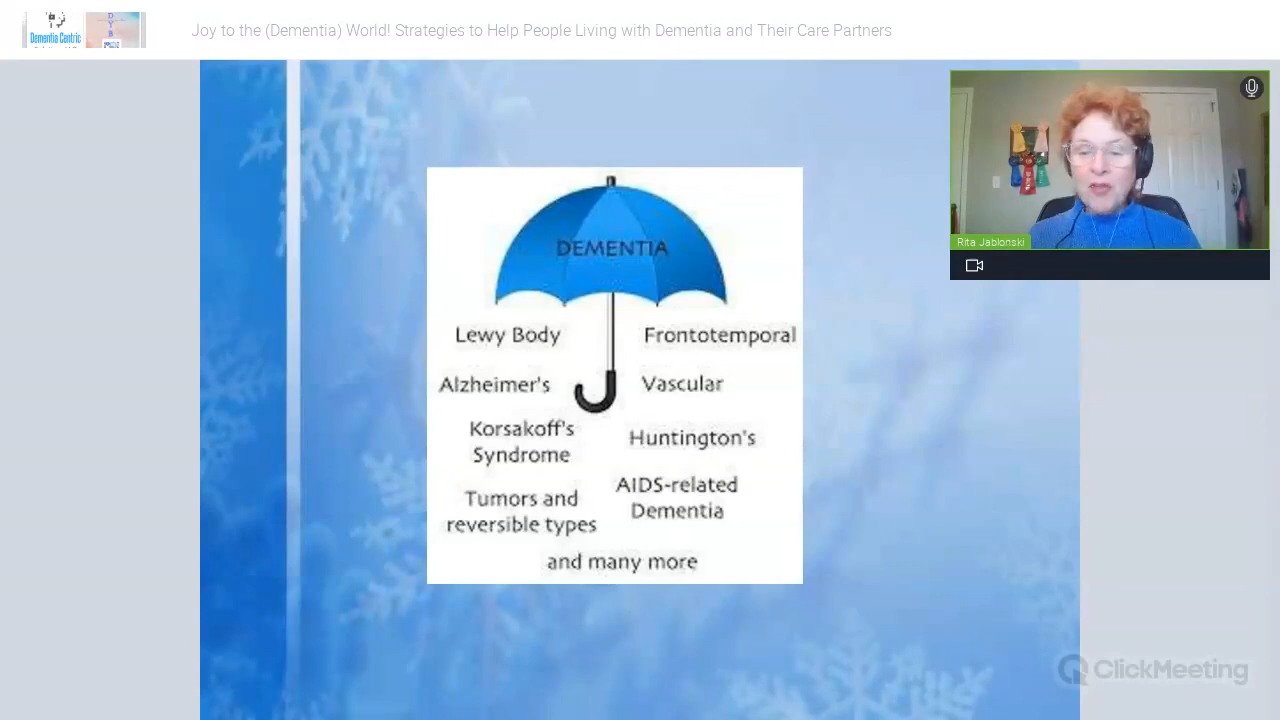 Dementia Centric
Joy to the (Dementia) World! Strategies to Help People Living with Dementia and Their Care Partners
DEMENTIA
Lewy Body
Frontotemporal
Alzheimer's
Vascular
Korsakoff's
Syndrome
Huntington's
Tumors and
reversible types
AIDS-related
Dementia
and many more
Rita Jablonski
ClickMeeting